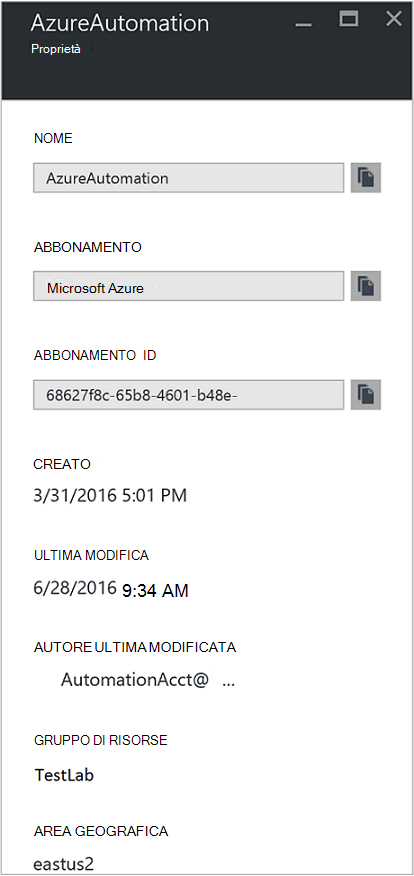 AzureAutomation
Proprietà
NOME
AzureAutomation
ABBONAMENTO
Microsoft Azure
ABBONAMENTO ID
68627f8c-65b8-4601-b48e-
CREATO
3/31/2016 5:01 PM
ULTIMA MODIFICA
6/28/2016 9:34 AM
AUTORE ULTIMA MODIFICATA
AutomationAcct@ ...
GRUPPO DI RISORSE
TestLab
AREA GEOGRAFICA
eastus2